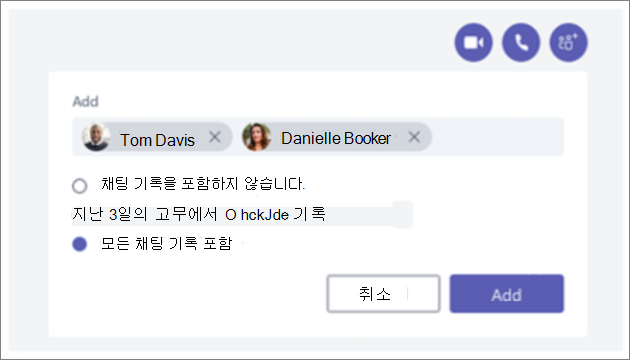 Add
Tom Davis
Danielle Booker
채팅 기록을 포함하지 않습니다.
지난 3일의 고무에서 O hckJde 기록
모든 채팅 기록 포함
취소
Add